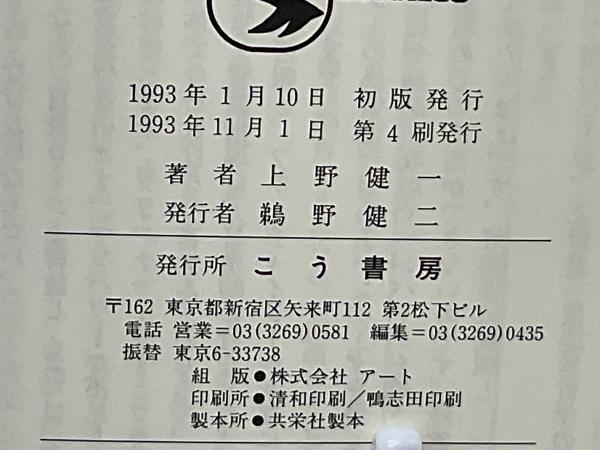 1993年1月10日 初版発行
1993年11月1日 第4刷発行
著者 上野健一
発行者 鵜野健二
発行所 こう書房
〒162 東京都新宿区矢来町112 第2松下ビル
電話 営業=03(3269)0581 編集=03(3269)0435
振替 東京6-33738
組版●株式会社 アート
印刷所●清和印刷/鴨志田印刷
製本所●共栄社製本